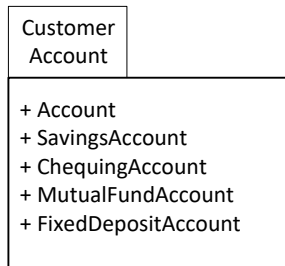 Customer
Account
+ Account
+ SavingsAccount
+ ChequingAccount
+ MutualFundAccount
+ FixedDepositAccount